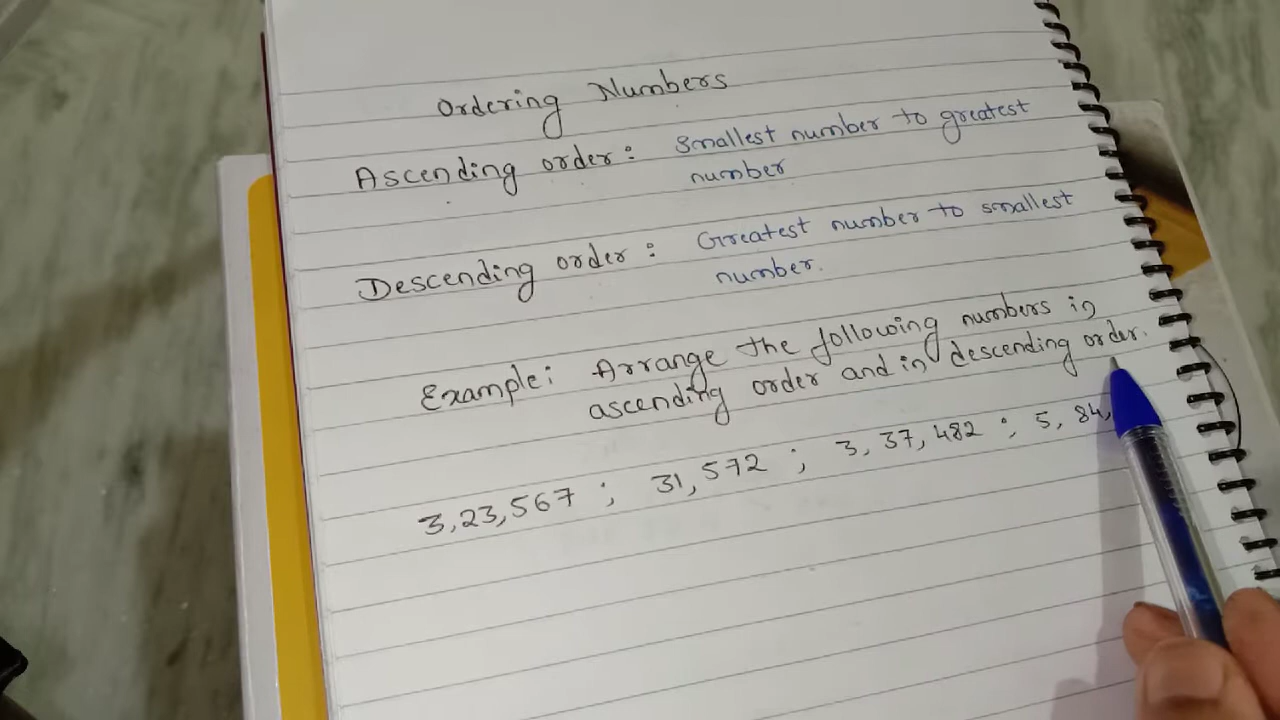 Ordering Numbers
Ascending order: Smallest number to greatest
number
Descending order: Greatest number to smallest
number.
Example: Arrange the following numbers in
ascending order and in descending order.
3,23,567 ; 31,572 ; 3,37,482 ; 5,84,